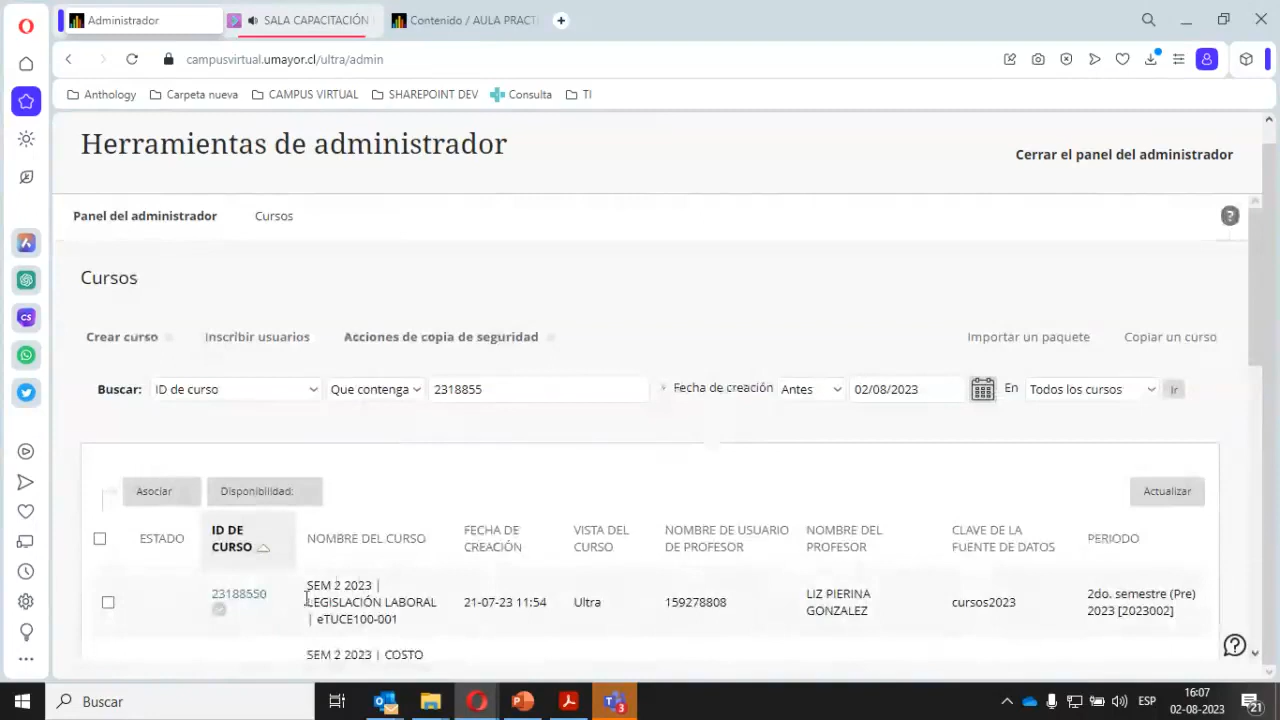 Administrador
SALA CAPACITACIÓN
Contenido / AULA PRACT
campusvirtual.umayor.cl/ultra/admin
Anthology
Carpeta nueva
CAMPUS VIRTUAL
SHAREPOINT DEV
Consulta
TI
Herramientas de administrador
Cerrar el panel del administrador
Panel del administrador
Cursos
Cursos
Crear curso
Inscribir usuarios
Acciones de copia de seguridad
Importar un paquete
Copiar un curso
Buscar:
ID de curso
Que contenga
2318855
Fecha de creación
Antes
02/08/2023
En
Todos los cursos
Ir
Asociar
Disponibilidad:
Actualizar
ESTADO
ID DE
CURSO
NOMBRE DEL CURSO
FECHA DE
CREACIÓN
VISTA DEL
CURSO
NOMBRE DE USUARIO
DE PROFESOR
NOMBRE DEL
PROFESOR
CLAVE DE LA
FUENTE DE DATOS
PERIODO
23188550
SEM 2 2023 |
LEGISLACIÓN LABORAL
| eTUCE100-001
21-07-23 11:54
Ultra
159278808
LIZ PIERINA
GONZALEZ
cursos2023
2do. semestre (Pre)
2023 [2023002]
SEM 2 2023 | COSTO
Buscar
ESP
16:07
02-08-2023
21
3
CS